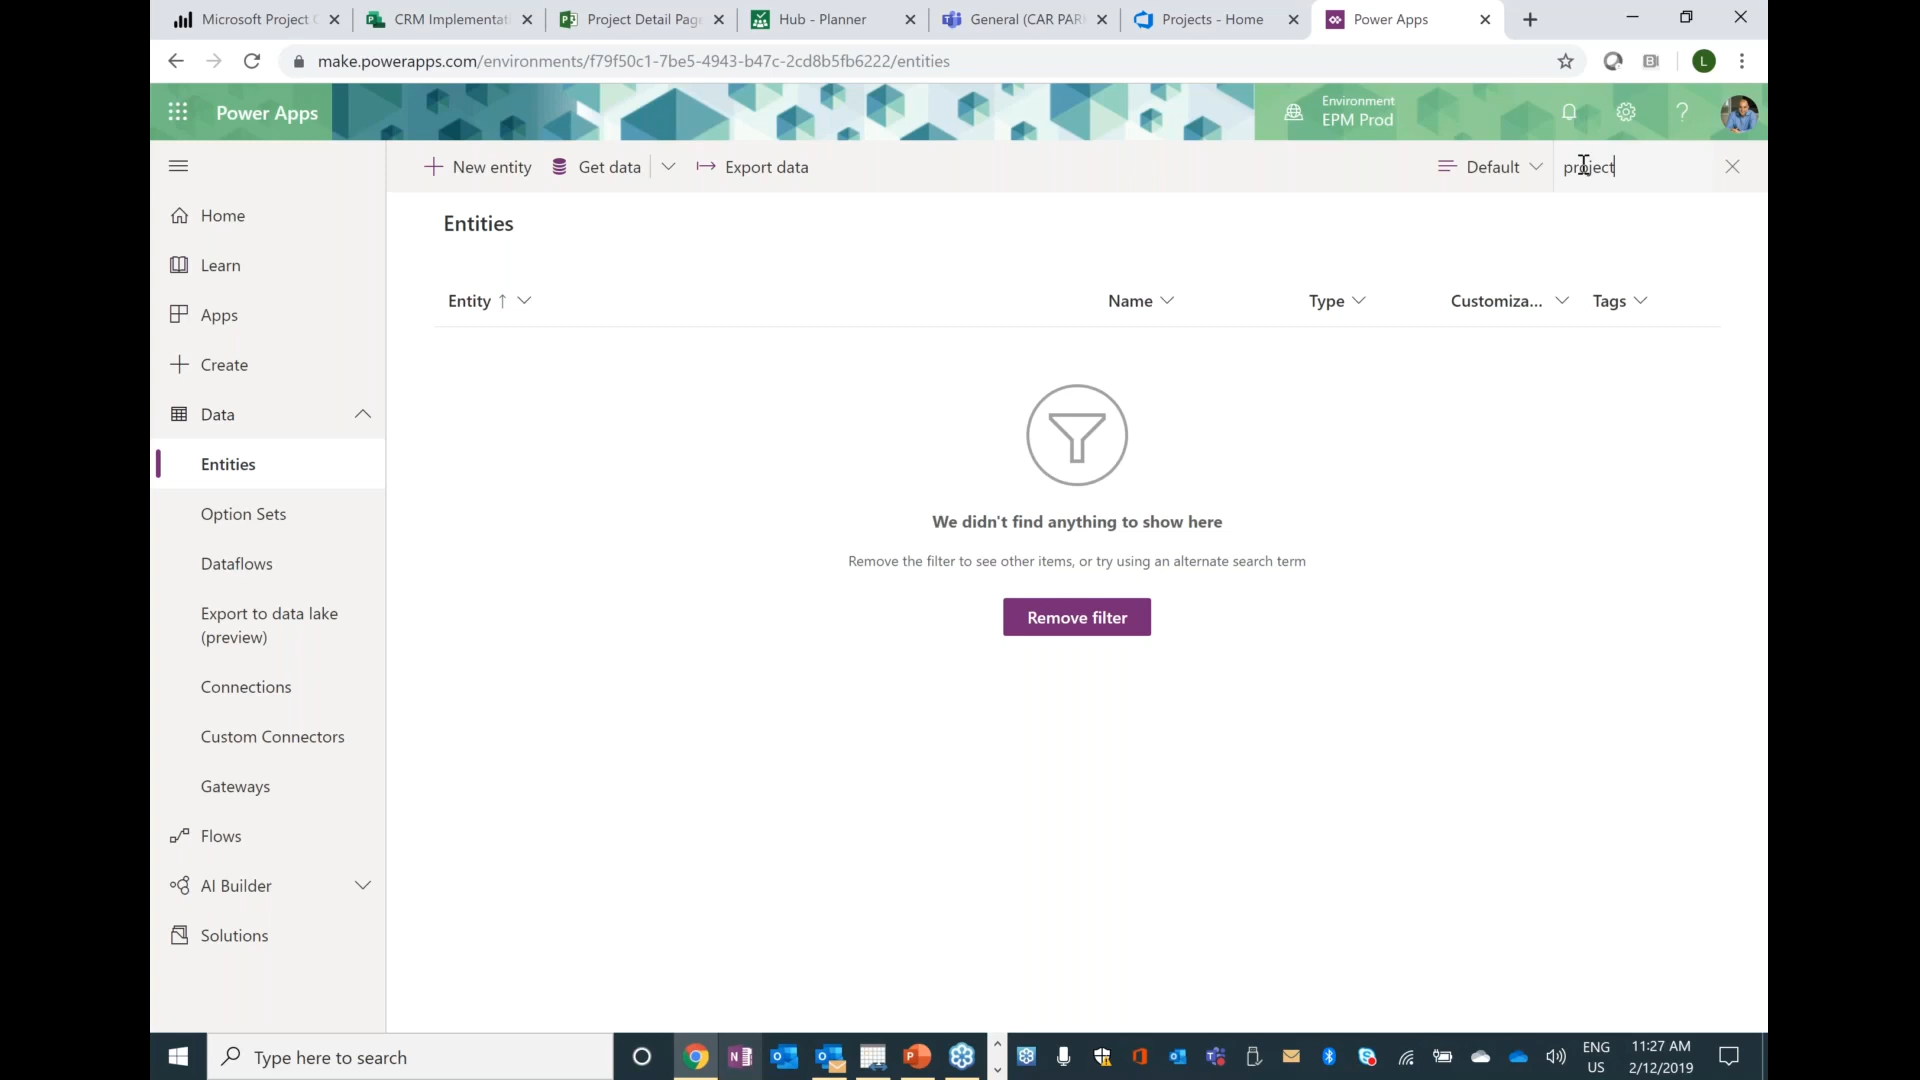 Microsoft Project C
CRM Implementati
Project Detail Page
Hub - Planner
General (CAR PAR
Projects - Home
Power Apps
make.powerapps.com/environments/f79f50c1-7be5-4943-b47c-2cd8b5fb6222/entities
Power Apps
Environment
EPM Prod
New entity
Get data
Export data
Default
project
Home
Learn
Apps
Create
Data
Entities
Option Sets
Dataflows
Export to data lake
(preview)
Connections
Custom Connectors
Gateways
Flows
AI Builder
Solutions
Entities
Entity
Name
Type
Customiza...
Tags
We didn't find anything to show here
Remove the filter to see other items, or try using an alternate search term
Remove filter
Type here to search
ENG
US
11:27 AM
2/12/2019